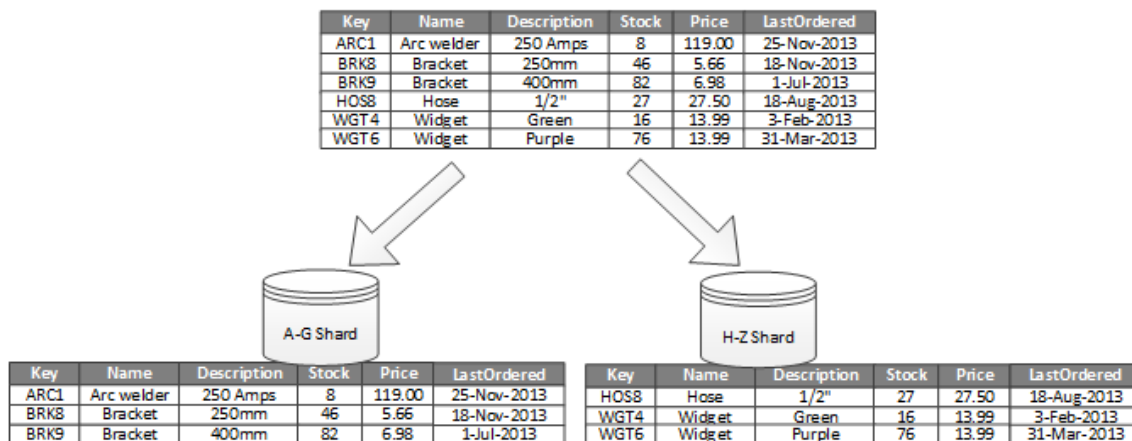 Key Name Description Stock Price LastOrdered
ARC1 Arc welder 250 Amps 8 119.00 25-Nov-2013
BRK8 Bracket 250mm 46 5.66 18-Nov-2013
BRK9 Bracket 400mm 82 6.98 1-Jul-2013
HOS8 Hose 1/2" 27 27.50 18-Aug-2013
WGT4 Widget Green 16 13.99 3-Feb-2013
WGT6 Widget Purple 76 13.99 31-Mar-2013
A-G Shard
Key Name Description Stock Price LastOrdered
ARC1 Arc welder 250 Amps 8 119.00 25-Nov-2013
BRK8 Bracket 250mm 46 5.66 18-Nov-2013
BRK9 Bracket 400mm 82 6.98 1-Jul-2013
H-Z Shard
Key Name Description Stock Price LastOrdered
HOS8 Hose 1/2" 27 27.50 18-Aug-2013
WGT4 Widget Green 16 13.99 3-Feb-2013
WGT6 Widget Purple 76 13.99 31-Mar-2013